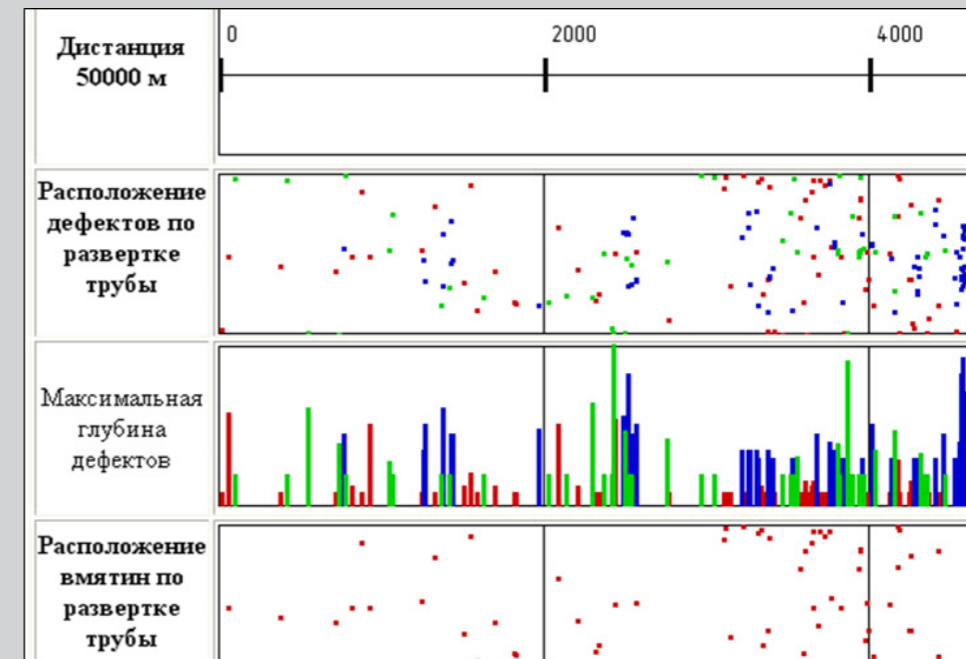 Дистанция
50000 м
0 2000 4000
Расположение
дефектов по
развертке
трубы
Максимальная
глубина
дефектов
Расположение
вмятин по
развертке
трубы